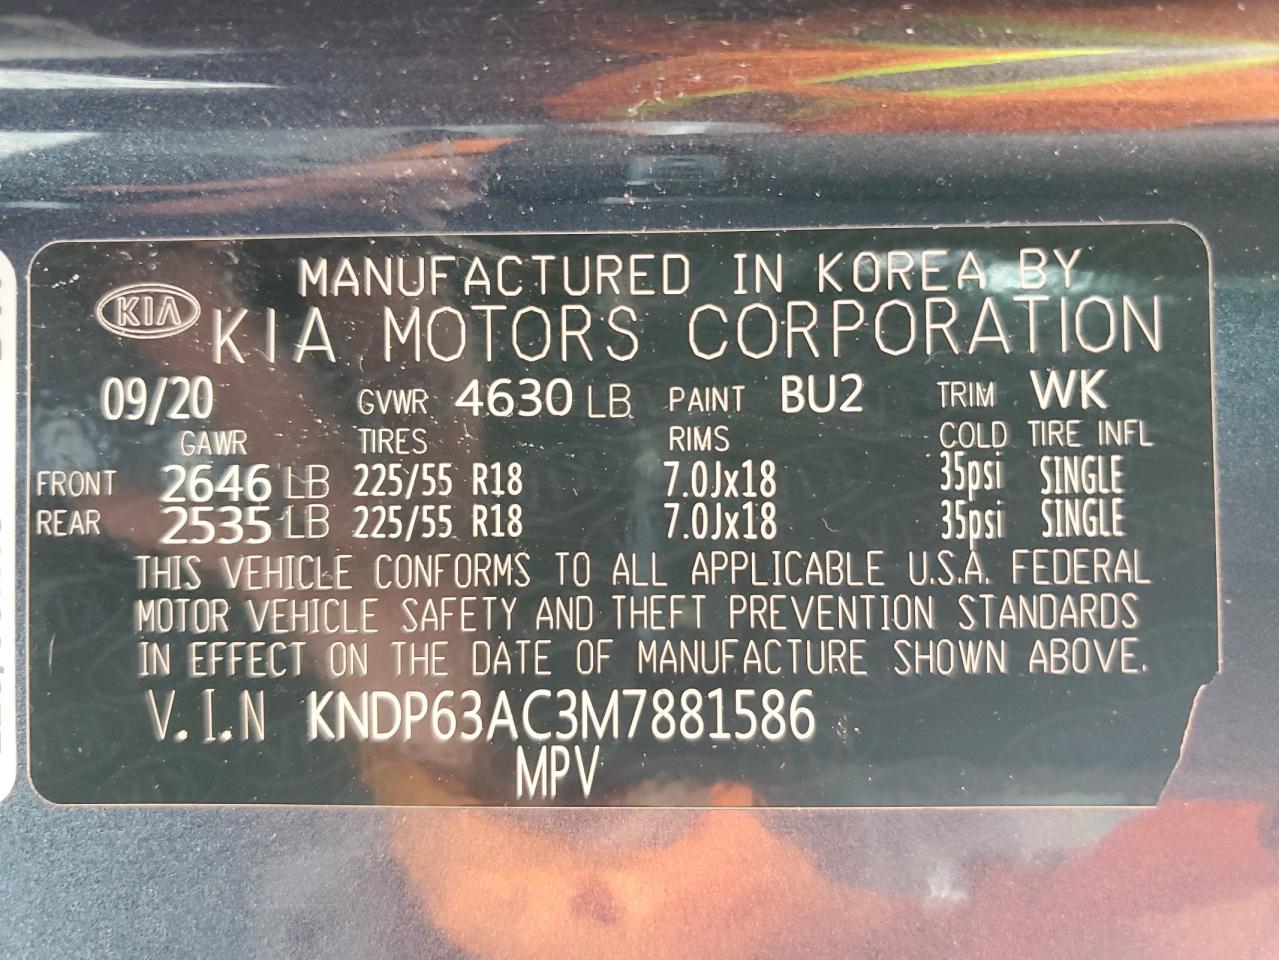 MANUFACTURED IN KOREA BY
KIA KIA MOTORS CORPORATION
09/20 GVWR 4630 LB PAINT BU2 TRIM WK
GAWR TIRES RIMS COLD TIRE INFL
FRONT 2646 LB 225/55 R18 7.0Jx18 35psi SINGLE
REAR 2535 LB 225/55 R18 7.0Jx18 35psi SINGLE
THIS VEHICLE CONFORMS TO ALL APPLICABLE U.S.A. FEDERAL
MOTOR VEHICLE SAFETY AND THEFT PREVENTION STANDARDS
IN EFFECT ON THE DATE OF MANUFACTURE SHOWN ABOVE.
V.I.N KNDP63AC3M7881586
MPV